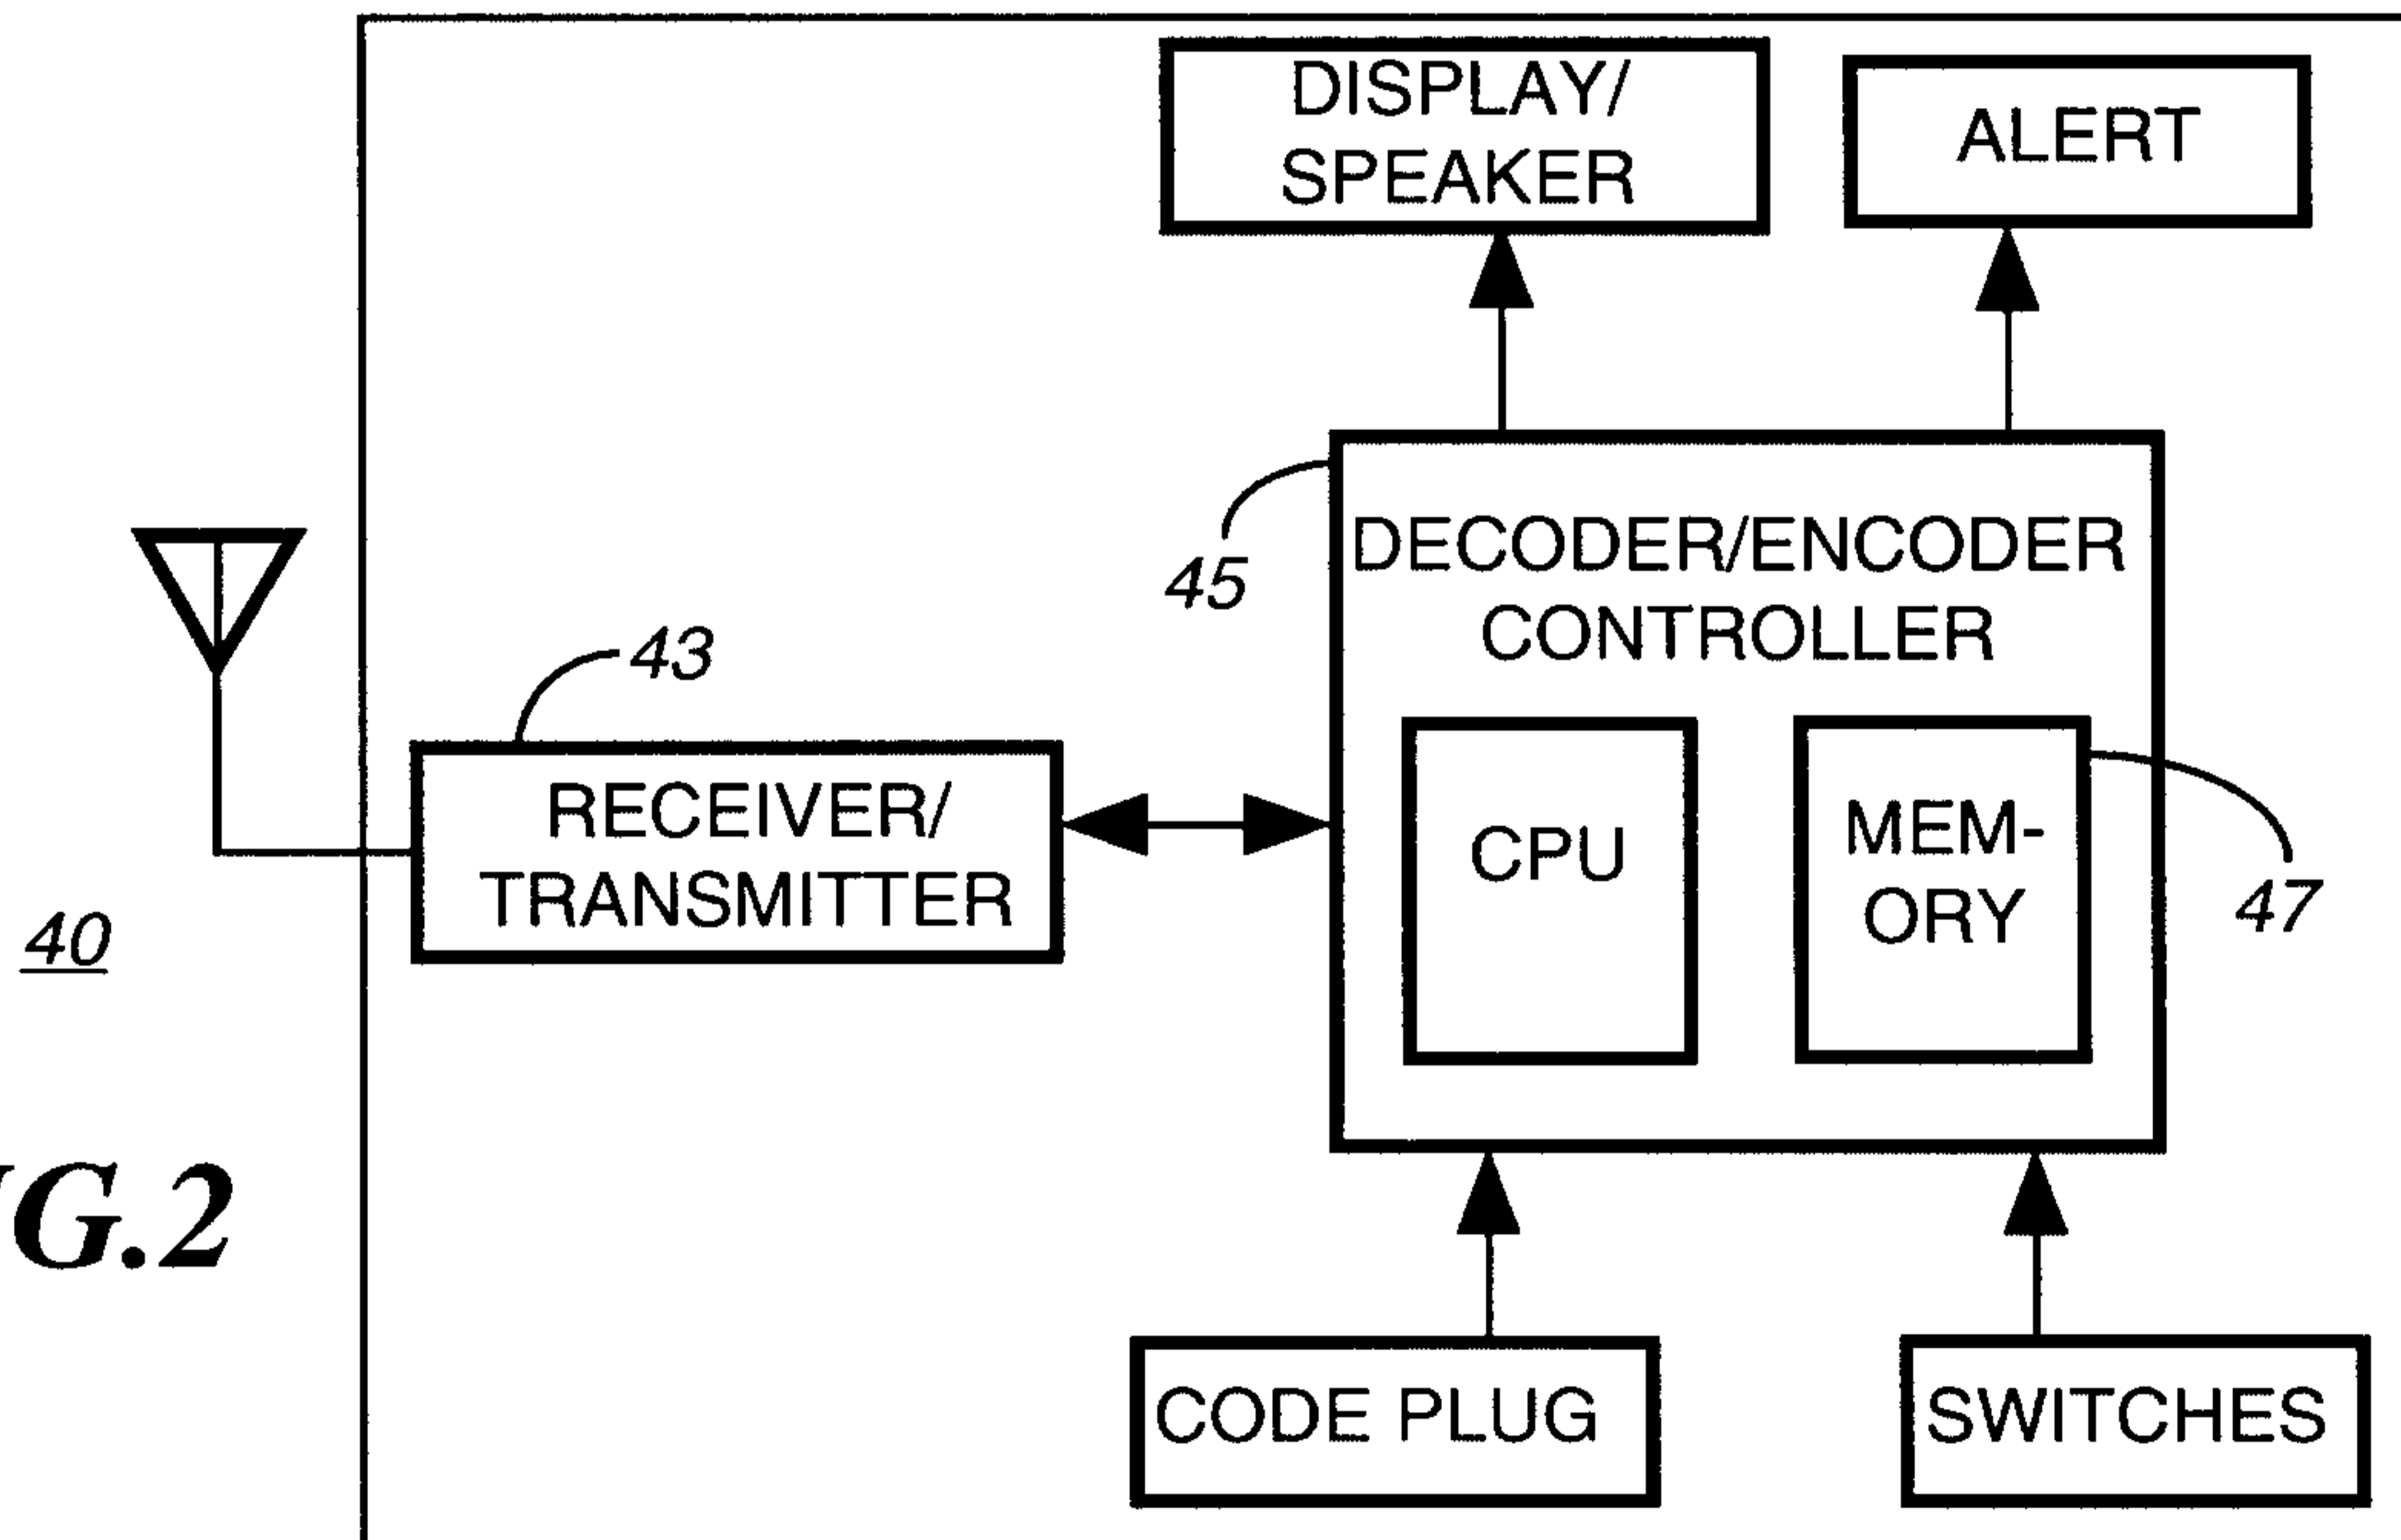 DISPLAY/
SPEAKER
ALERT
45
DECODER/ENCODER
CONTROLLER
43
RECEIVER/
TRANSMITTER
CPU
MEM-
ORY
47
40
G.2
CODE PLUG
SWITCHES